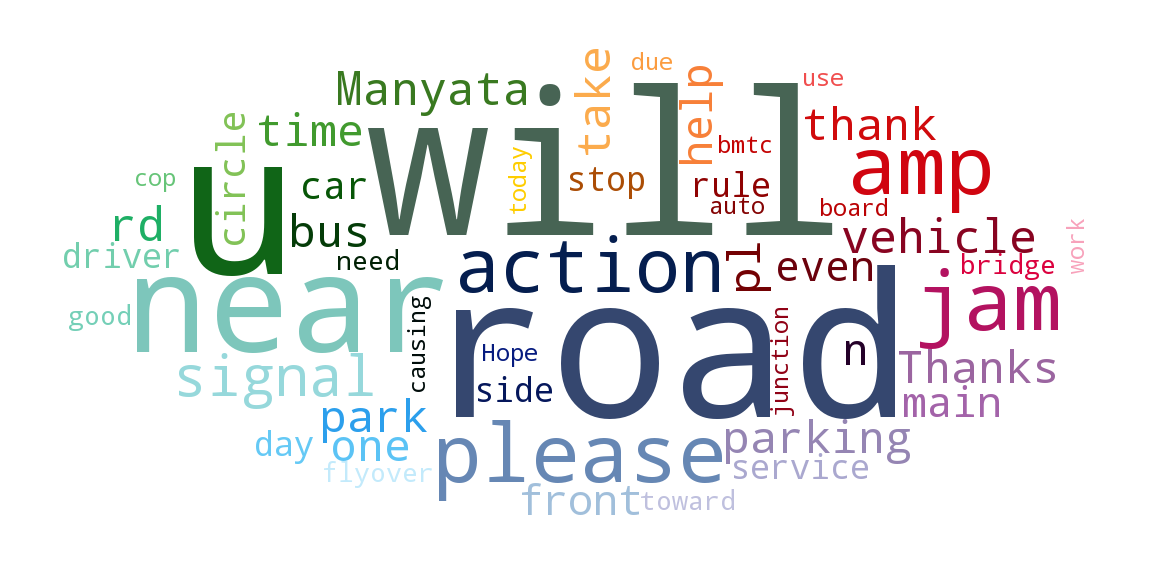 due
take
help
use
Manyata
will
time
circle
thank
bmtc
amp
today
stop
cop
car
rule
u
auto
board
rd
bus
vehicle
work
driver
need
action
pl
even
bridge
near
jam
good
causing
road
Hope
junction
n
signal
side
Thanks
main
park
day
one
please
parking
flyover
service
front
toward